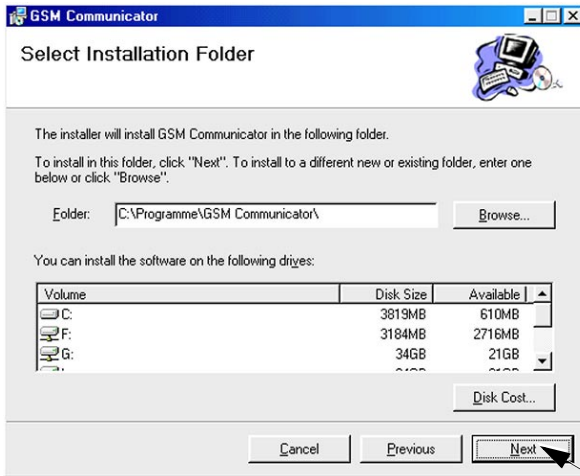 GSM Communicator
Select Installation Folder
The installer will install GSM Communicator in the following folder.
To install in this folder, click "Next". To install to a different new or existing folder, enter one
below or click "Browse".
Folder: C:\Programme\GSM Communicator\ Browse...
You can install the software on the following drives:
Volume Disk Size Available
C: 3819MB 610MB
F: 3184MB 2716MB
G: 34GB 21GB
Disk Cost...
Cancel Previous Next